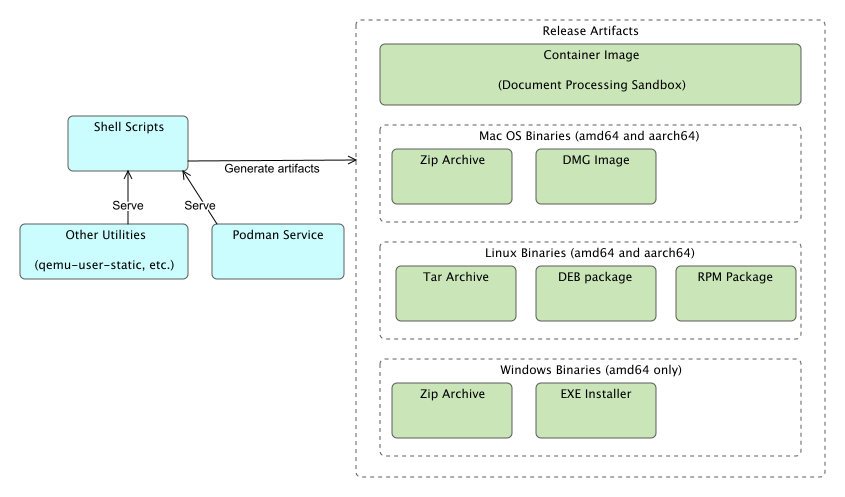 Release Artifacts
Container Image
(Document Processing Sandbox)
Shell Scripts
Generate artifacts
Serve
Serve
Other Utilities
(qemu-user-static, etc.)
Podman Service
Mac OS Binaries (amd64 and aarch64)
Zip Archive
DMG Image
Linux Binaries (amd64 and aarch64)
Tar Archive
DEB package
RPM Package
Windows Binaries (amd64 only)
Zip Archive
EXE Installer